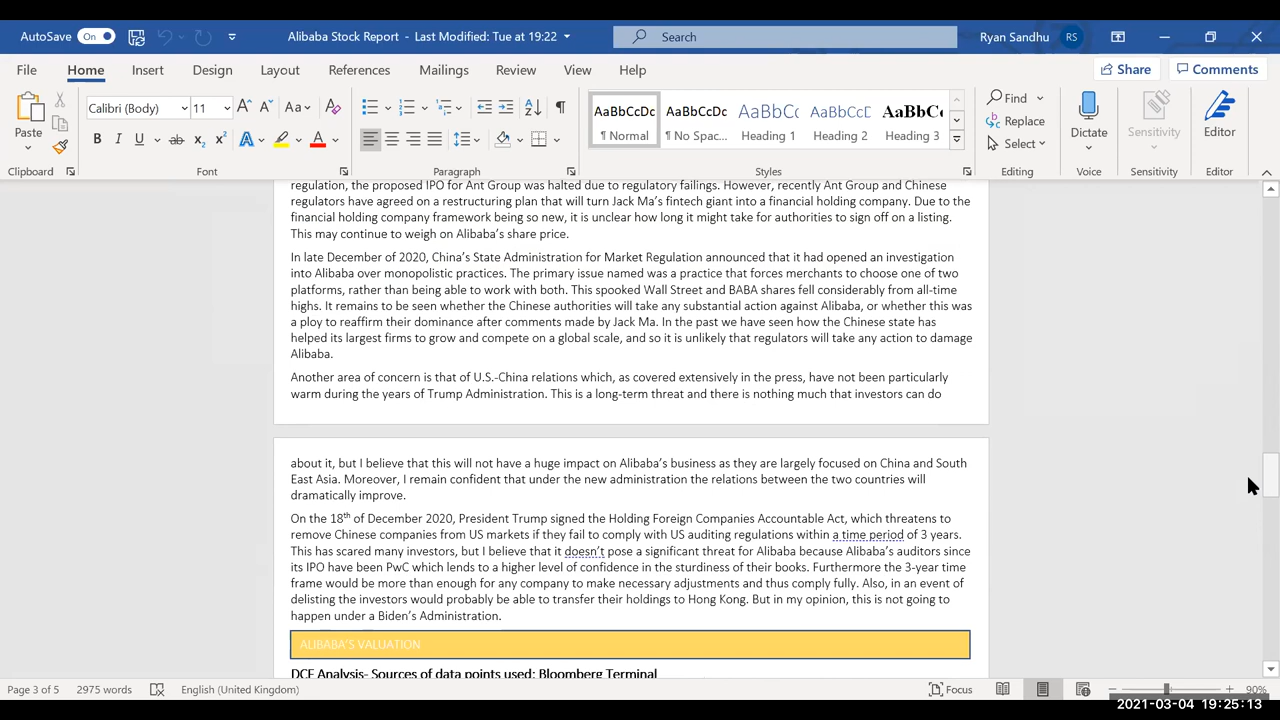 AutoSave On Alibaba Stock Report - Last Modified: Tue at 19:22 Search Ryan Sandhu RS
File Home Insert Design Layout References Mailings Review View Help Share Comments
Calibri (Body) 11 AaBbCcDc AaBbCcDc AaBbCc AaBbCcD AaBbCc Find
Paste Replace Dictate Sensitivity Editor
¶ Normal ¶ No Spac... Heading 1 Heading 2 Heading 3 Select
Clipboard Font Paragraph Styles Editing Voice Sensitivity Editor
regulation, the proposed IPO for Ant Group was halted due to regulatory failings. However, recently Ant Group and Chinese
regulators have agreed on a restructuring plan that will turn Jack Ma's fintech giant into a financial holding company. Due to the
financial holding company framework being so new, it is unclear how long it might take for authorities to sign off on a listing.
This may continue to weigh on Alibaba's share price.
In late December of 2020, China's State Administration for Market Regulation announced that it had opened an investigation
into Alibaba over monopolistic practices. The primary issue named was a practice that forces merchants to choose one of two
platforms, rather than being able to work with both. This spooked Wall Street and BABA shares fell considerably from all-time
highs. It remains to be seen whether the Chinese authorities will take any substantial action against Alibaba, or whether this was
a ploy to reaffirm their dominance after comments made by Jack Ma. In the past we have seen how the Chinese state has
helped its largest firms to grow and compete on a global scale, and so it is unlikely that regulators will take any action to damage
Alibaba.
Another area of concern is that of U.S.-China relations which, as covered extensively in the press, have not been particularly
warm during the years of Trump Administration. This is a long-term threat and there is nothing much that investors can do
about it, but I believe that this will not have a huge impact on Alibaba's business as they are largely focused on China and South
East Asia. Moreover, I remain confident that under the new administration the relations between the two countries will
dramatically improve.
On the 18th of December 2020, President Trump signed the Holding Foreign Companies Accountable Act, which threatens to
remove Chinese companies from US markets if they fail to comply with US auditing regulations within a time period of 3 years.
This has scared many investors, but I believe that it doesn't pose a significant threat for Alibaba because Alibaba's auditors since
its IPO have been PwC which lends to a higher level of confidence in the sturdiness of their books. Furthermore the 3-year time
frame would be more than enough for any company to make necessary adjustments and thus comply fully. Also, in an event of
delisting the investors would probably be able to transfer their holdings to Hong Kong. But in my opinion, this is not going to
happen under a Biden's Administration.
ALIBABA'S VALUATION
DCF Analysis- Sources of data points used: Bloomberg Terminal
Page 3 of 5 2975 words English (United Kingdom) Focus 90%
2021-03-04 19:25:13